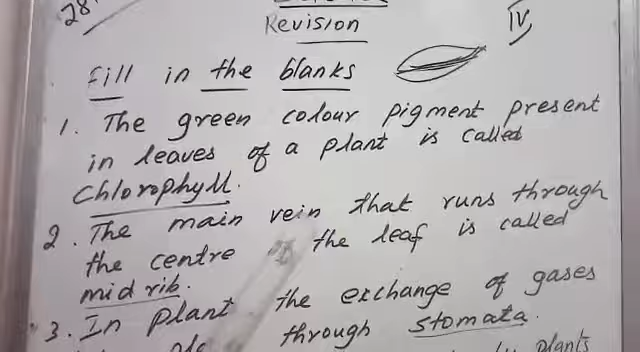 28
Revision
IV
Fill in the blanks
1. The green colour pigment present
in leaves of a plant is called
Chlorophyll.
2. The main vein that runs through
the centre of the leaf is called
mid rib.
3. In plant the exchange of gases
through stomata.
plants